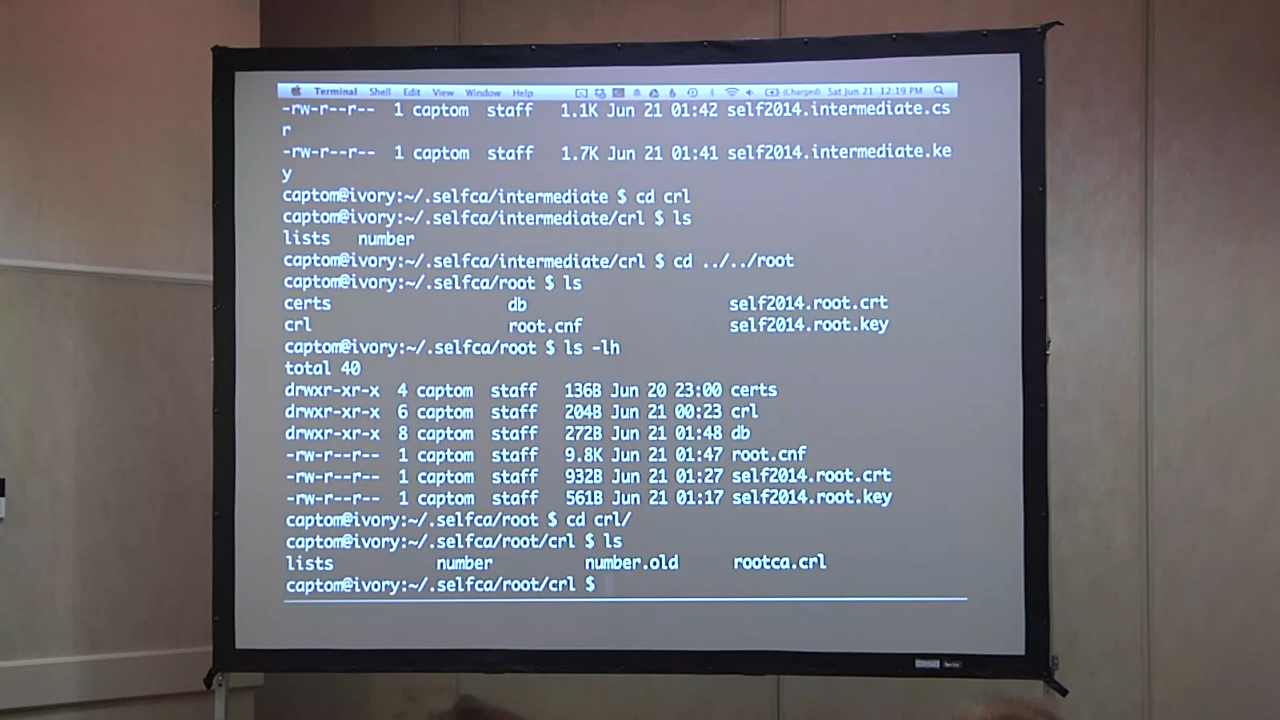 Terminal Shell Edit View Window Help (Charged) Sat Jun 21 12:19 PM
-rw-r--r-- 1 captom staff 1.1K Jun 21 01:42 self2014.intermediate.cs
r
-rw-r--r-- 1 captom staff 1.7K Jun 21 01:41 self2014.intermediate.ke
y
captom@ivory:~/.selfca/intermediate $ cd crl
captom@ivory:~/.selfca/intermediate/crl $ ls
lists number
captom@ivory:~/.selfca/intermediate/crl $ cd ../../root
captom@ivory:~/.selfca/root $ ls
certs db self2014.root.crt
crl root.cnf self2014.root.key
captom@ivory:~/.selfca/root $ ls -lh
total 40
drwxr-xr-x 4 captom staff 136B Jun 20 23:00 certs
drwxr-xr-x 6 captom staff 204B Jun 21 00:23 crl
drwxr-xr-x 8 captom staff 272B Jun 21 01:48 db
-rw-r--r-- 1 captom staff 9.8K Jun 21 01:47 root.cnf
-rw-r--r-- 1 captom staff 932B Jun 21 01:27 self2014.root.crt
-rw-r--r-- 1 captom staff 561B Jun 21 01:17 self2014.root.key
captom@ivory:~/.selfca/root $ cd crl/
captom@ivory:~/.selfca/root/crl $ ls
lists number number.old rootca.crl
captom@ivory:~/.selfca/root/crl $